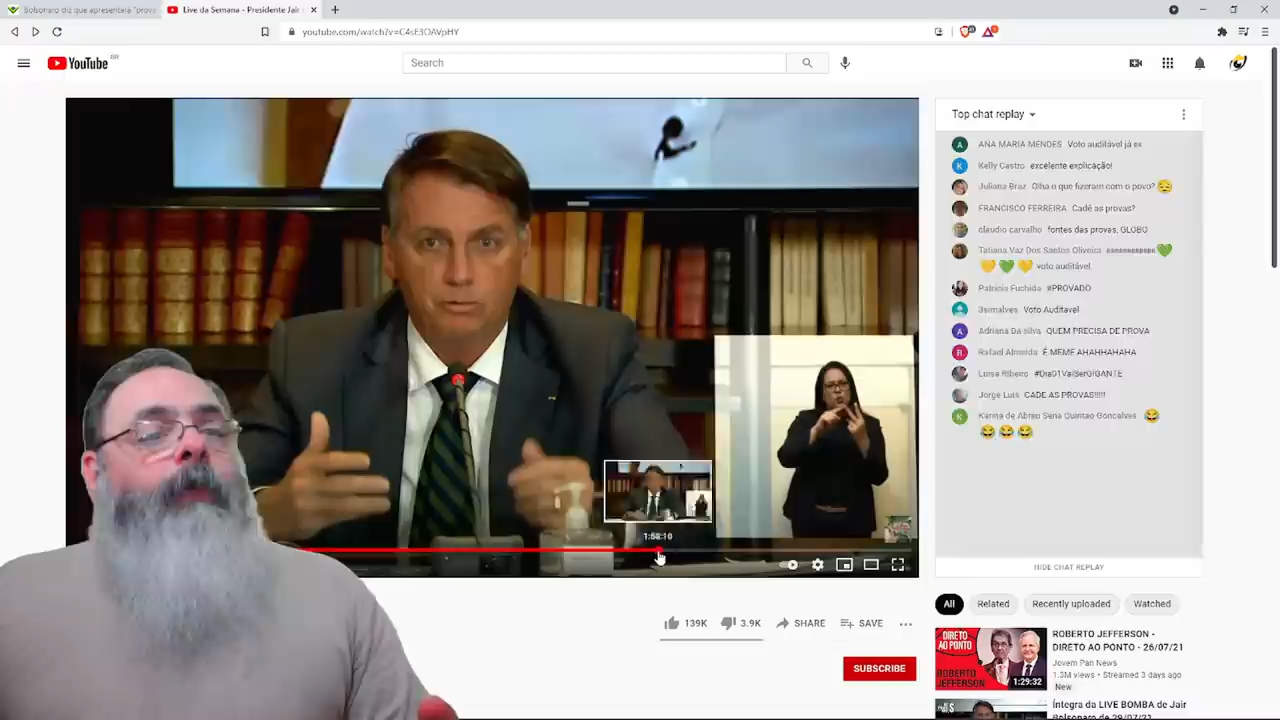 Bolsonaro diz que apresentará "prova
Live da Semana - Presidente Jair
youtube.com/watch?v=C4sE3OAVpHY
YouTube BR
Search
Top chat replay
ANA MARIA MENDES Voto auditável já
Kelly Castro excelente explicação!
Juliana Braz Olha o que fizeram com o povo?
FRANCISCO FERREIRA Cadê as provas?
claudio carvalho fontes das provas, GLOBO
Tatiana Vaz Dos Santos Oliveira
voto auditável
Patricia Fuchida #PROVADO
3simalves Voto Auditavel
Adriana Da silva QUEM PRECISA DE PROVA
Rafael Almeida É MEME AHAHHAHAHA
Luisa Ribeiro #Dia01VaiSerGIGANTE
Jorge Luis CADE AS PROVAS!!!!!
Karina de Abreu Sena Quintao Goncalves
1:58:10
HIDE CHAT REPLAY
139K 3.9K SHARE SAVE
SUBSCRIBE
All Related Recently uploaded Watched
DIRETO AO PONTO
ROBERTO JEFFERSON
1:29:32
ROBERTO JEFFERSON -
DIRETO AO PONTO - 26/07/21
Jovem Pan News
1.3M views • Streamed 3 days ago
New
Íntegra da LIVE BOMBA de Jair
Bolsonaro de 29/07/21